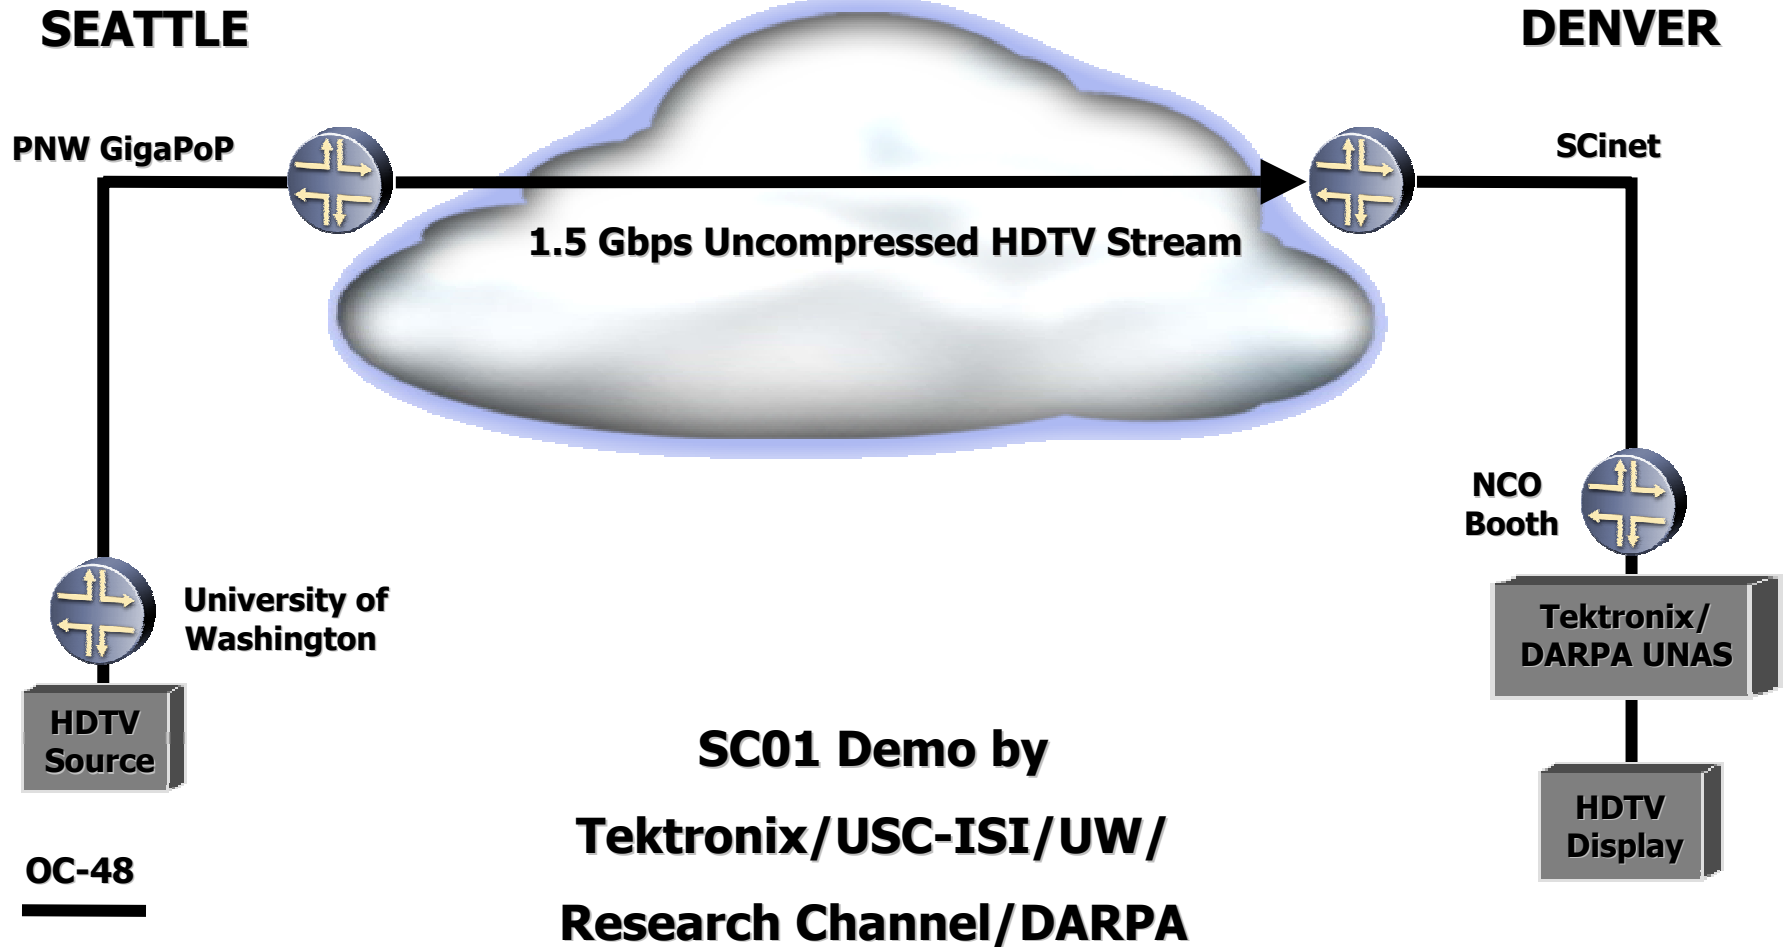 SEATTLE
DENVER
PNW GigaPoP
SCinet
1.5 Gbps Uncompressed HDTV Stream
NCO
Booth
University of
Washington
Tektronix/
DARPA UNAS
HDTV
Source
HDTV
Display
OC-48
SC01 Demo by
Tektronix/USC-ISI/UW/
Research Channel/DARPA